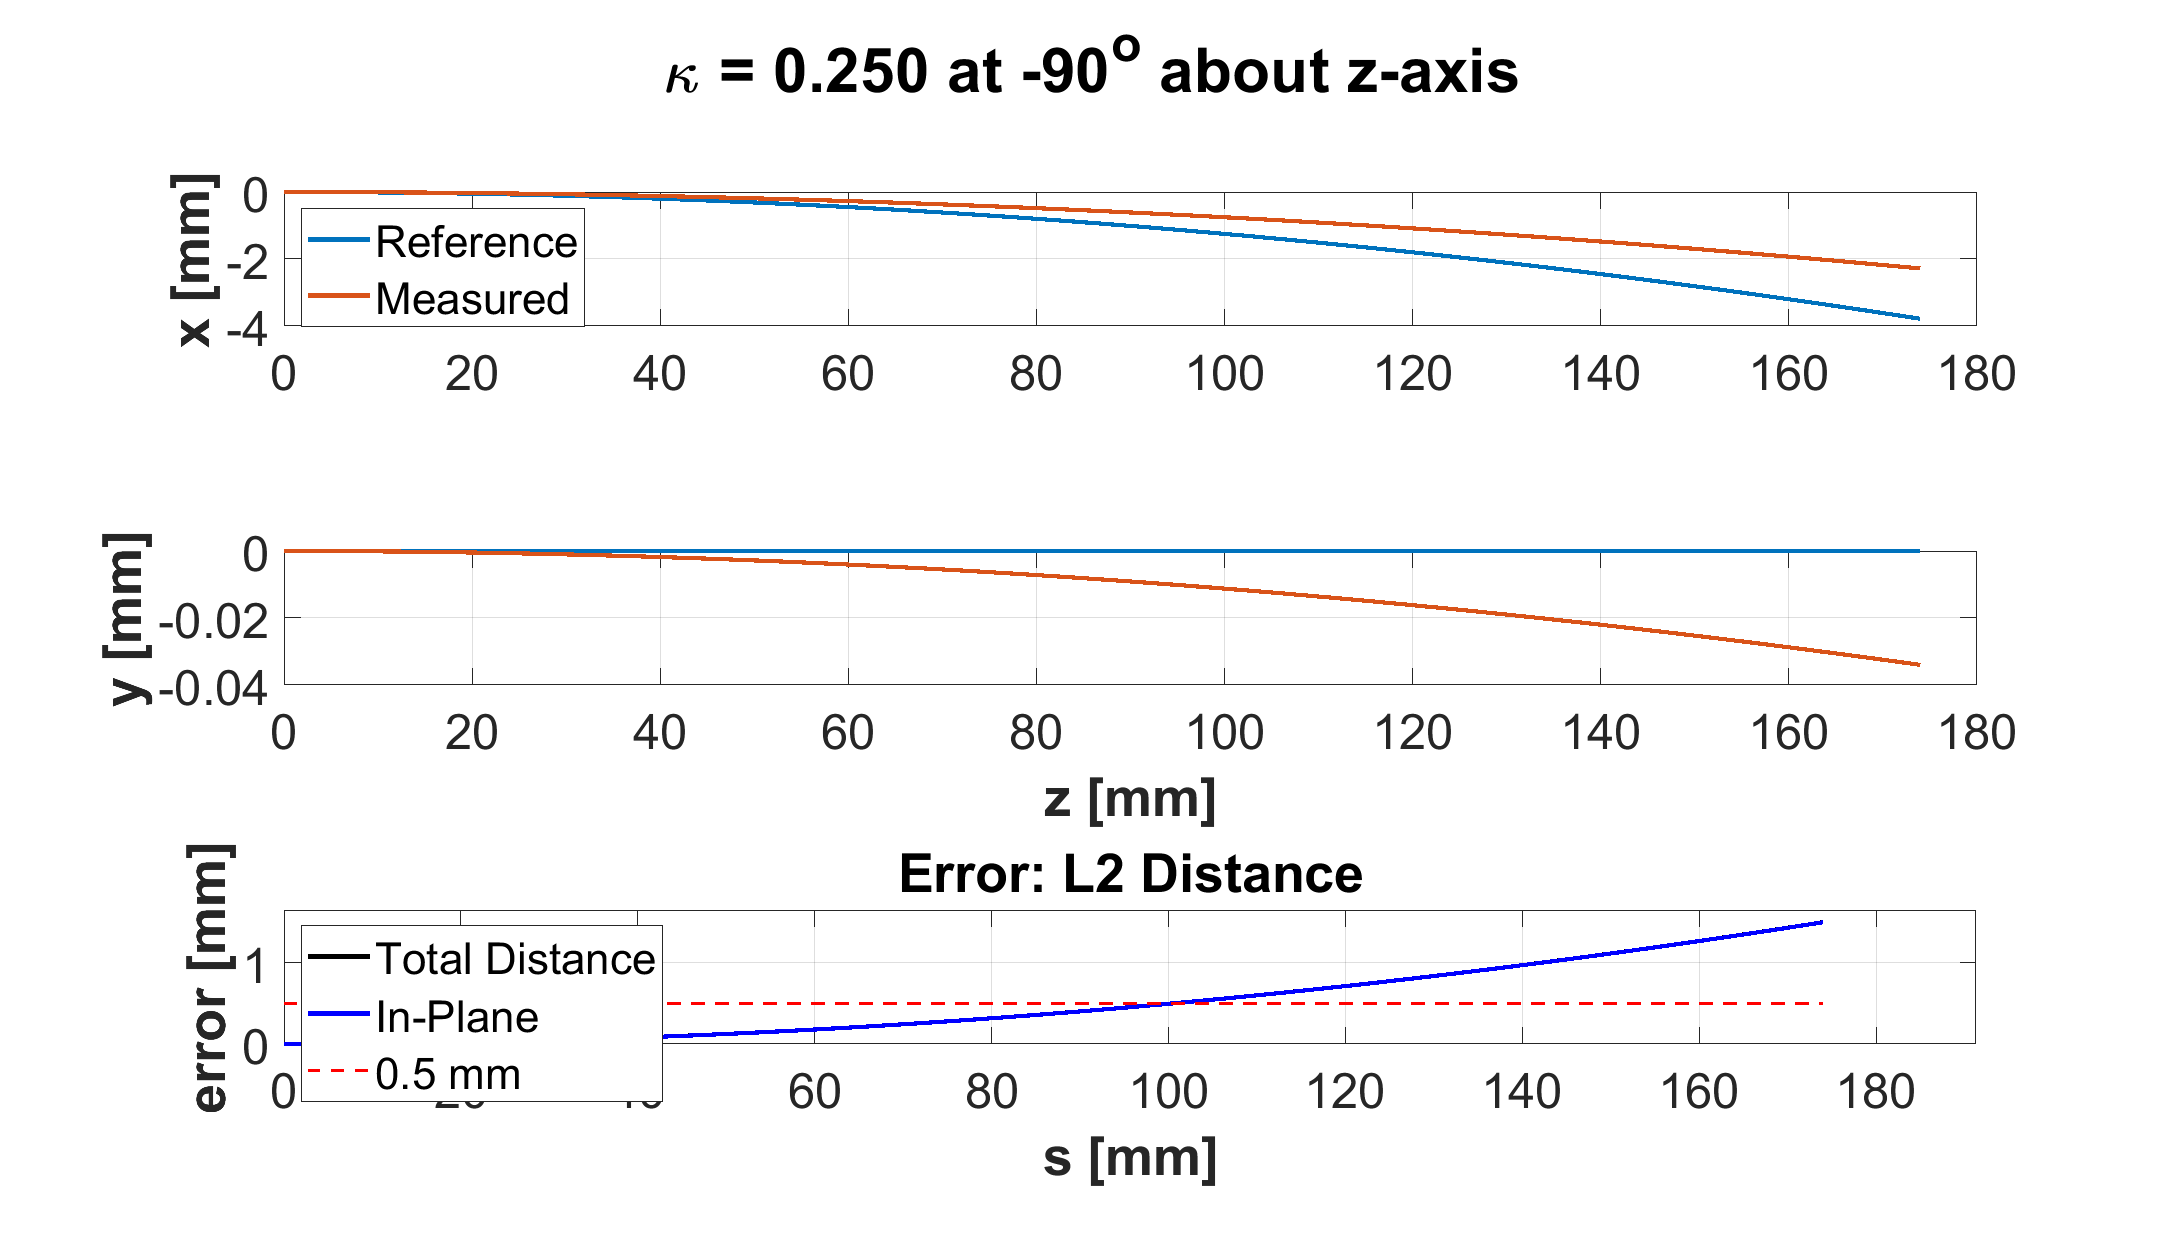 κ = 0.250 at -90° about z-axis
x [mm]
0
-2
-4
Reference
Measured
0 20 40 60 80 100 120 140 160 180
y [mm]
0
-0.02
-0.04
0 20 40 60 80 100 120 140 160 180
z [mm]
Error: L2 Distance
error [mm]
1
0
Total Distance
In-Plane
0.5 mm
0 20 40 60 80 100 120 140 160 180
s [mm]